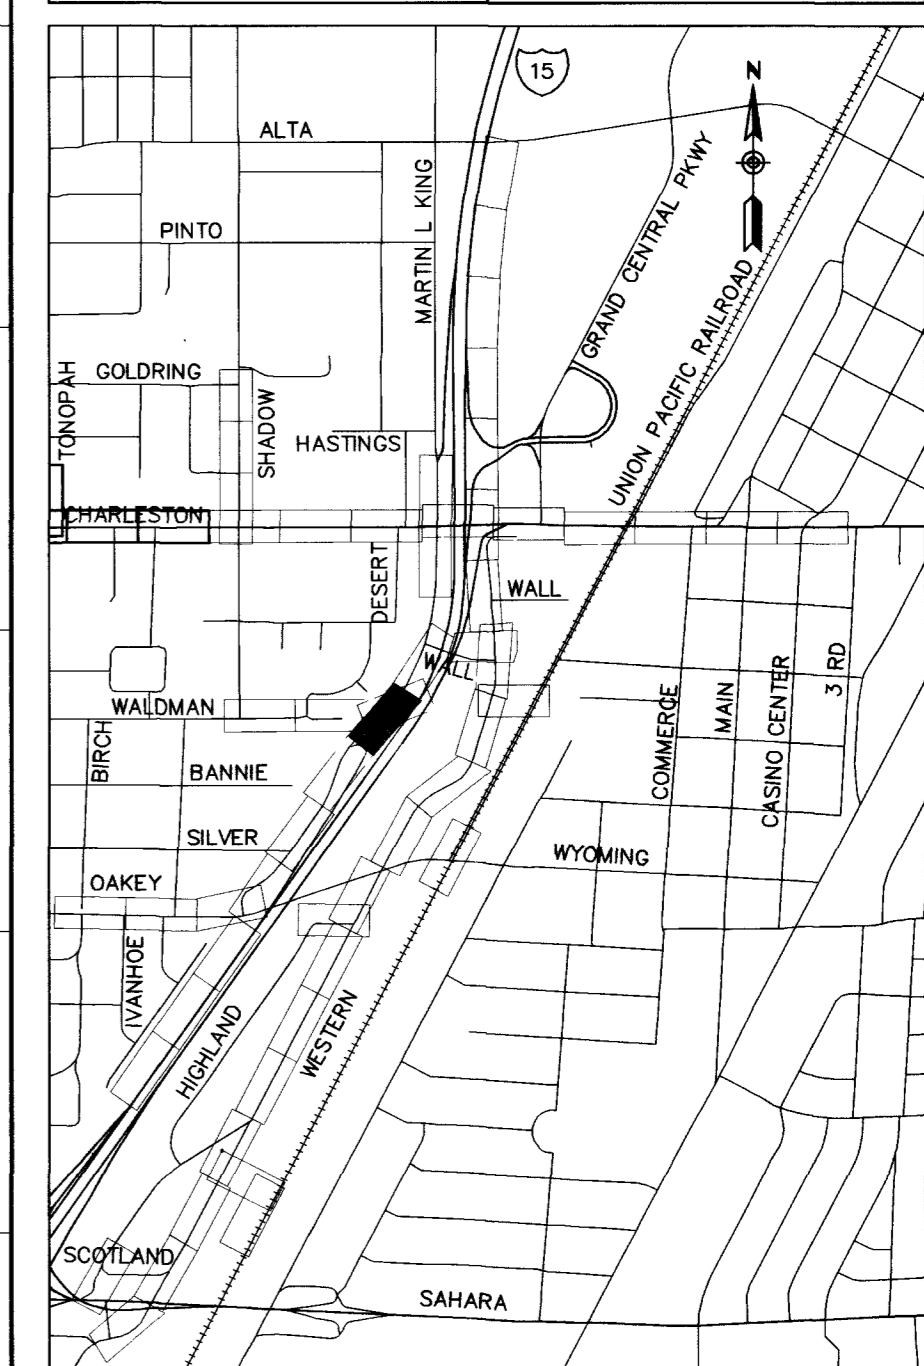 15
N
ALTA
MARTIN L KING
GRAND CENTRAL PKWY
PINTO
UNION PACIFIC RAILROAD
TONOPAH
GOLDRING
SHADOW
HASTINGS
CHARLESTON
DESERT
WALL
WALL
WALDMAN
BIRCH
BANNIE
COMMERCE
MAIN
CASINO CENTER
3 RD
SILVER
WYOMING
OAKEY
IVANHOE
HIGHLAND
WESTERN
SCOTLAND
SAHARA